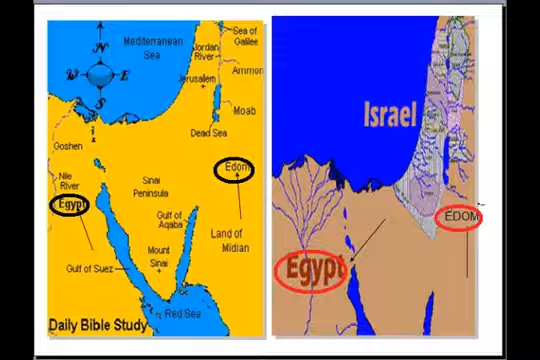 Mediterranean
Sea
Sea of
Galilee
Jordan
River
N
W
E
S
Jerusalem
Ammon
Moab
Dead Sea
Goshen
Edom
Nile
River
Sinai
Peninsula
Egypt
Gulf of
Aqaba
Land of
Midian
Mount
Sinai
Gulf of Suez
Red Sea
Daily Bible Study
Israel
EDOM
Egypt